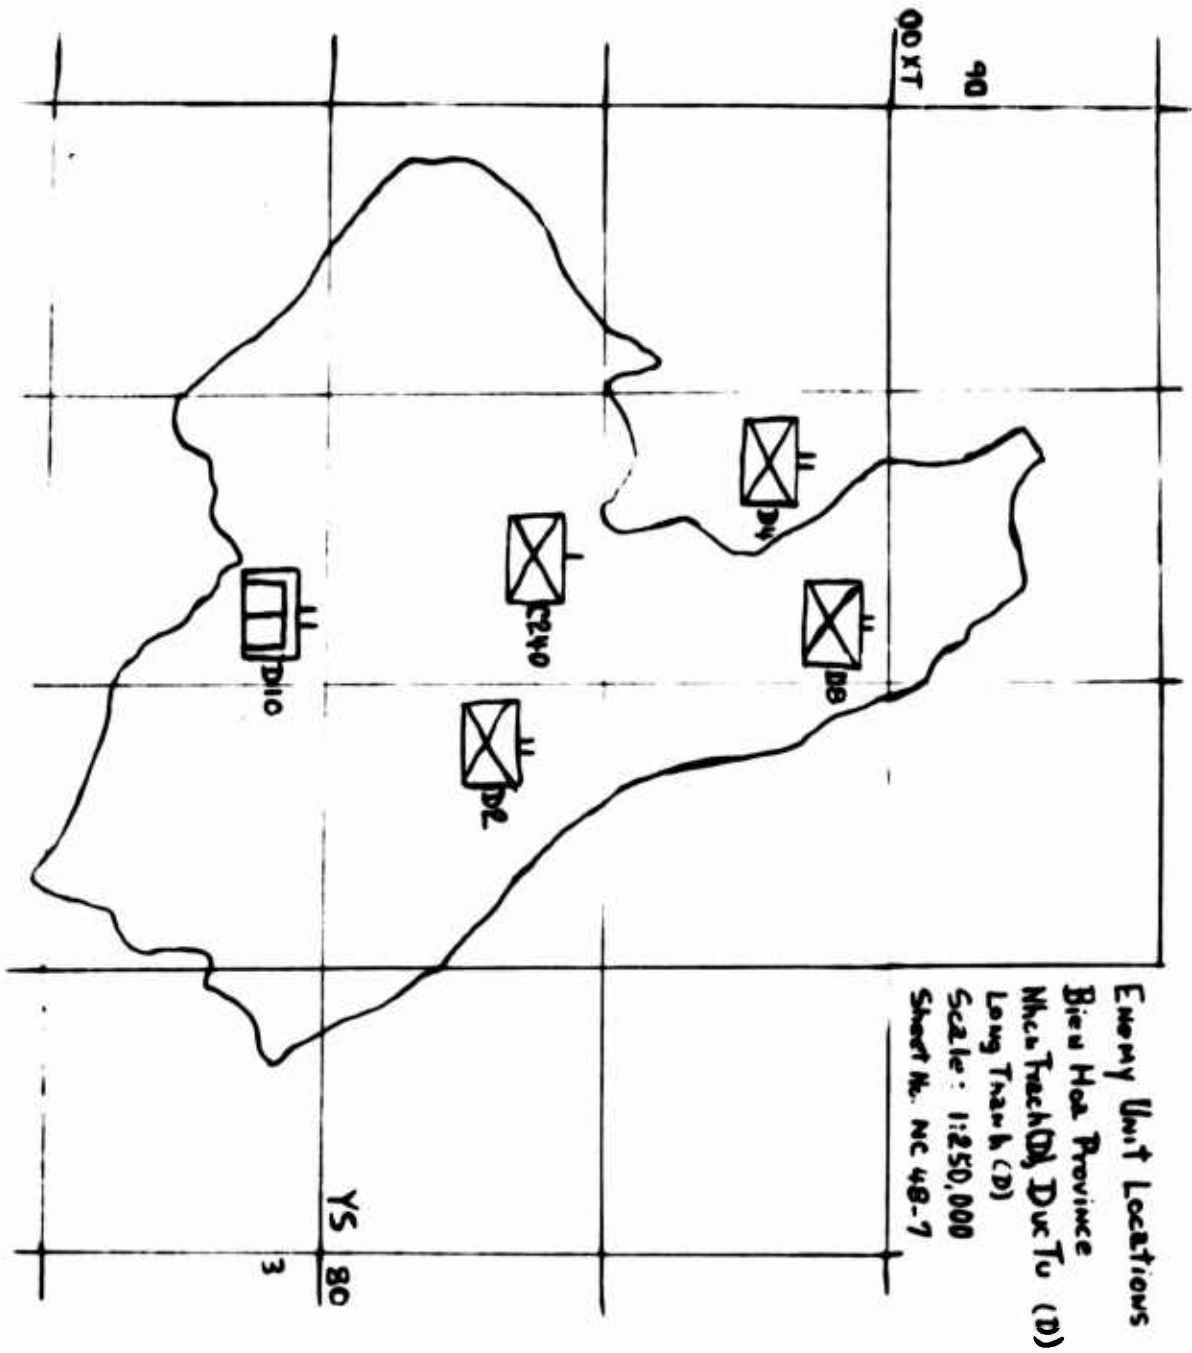 Enemy Unit Locations
Bien Hoa Province
Nhon Trach (D), Duc Tu (D)
Long Thanh (D)
Scale: 1:250,000
Sheet No. NC 48-7
90
00 XT
D4
D8
C240
D10
D2
YS 80
3